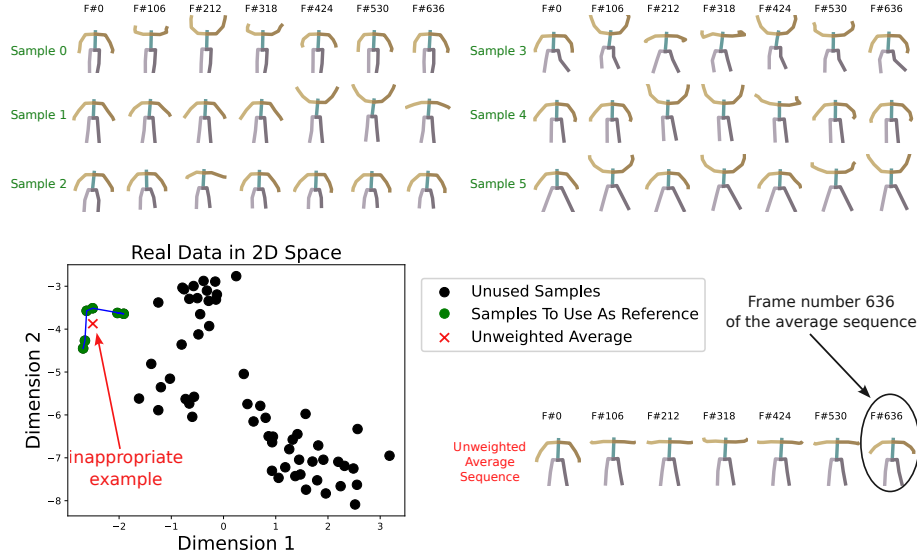 F#0 F#106 F#212 F#318 F#424 F#530 F#636
Sample 0
Sample 1
Sample 2
F#0 F#106 F#212 F#318 F#424 F#530 F#636
Sample 3
Sample 4
Sample 5
Real Data in 2D Space
Dimension 2
−3
−4
−5
−6
−7
−8
inappropriate
example
−2 −1 0 1 2 3
Dimension 1
Unused Samples
Samples To Use As Reference
Unweighted Average
Frame number 636
of the average sequence
F#0 F#106 F#212 F#318 F#424 F#530 F#636
Unweighted
Average
Sequence